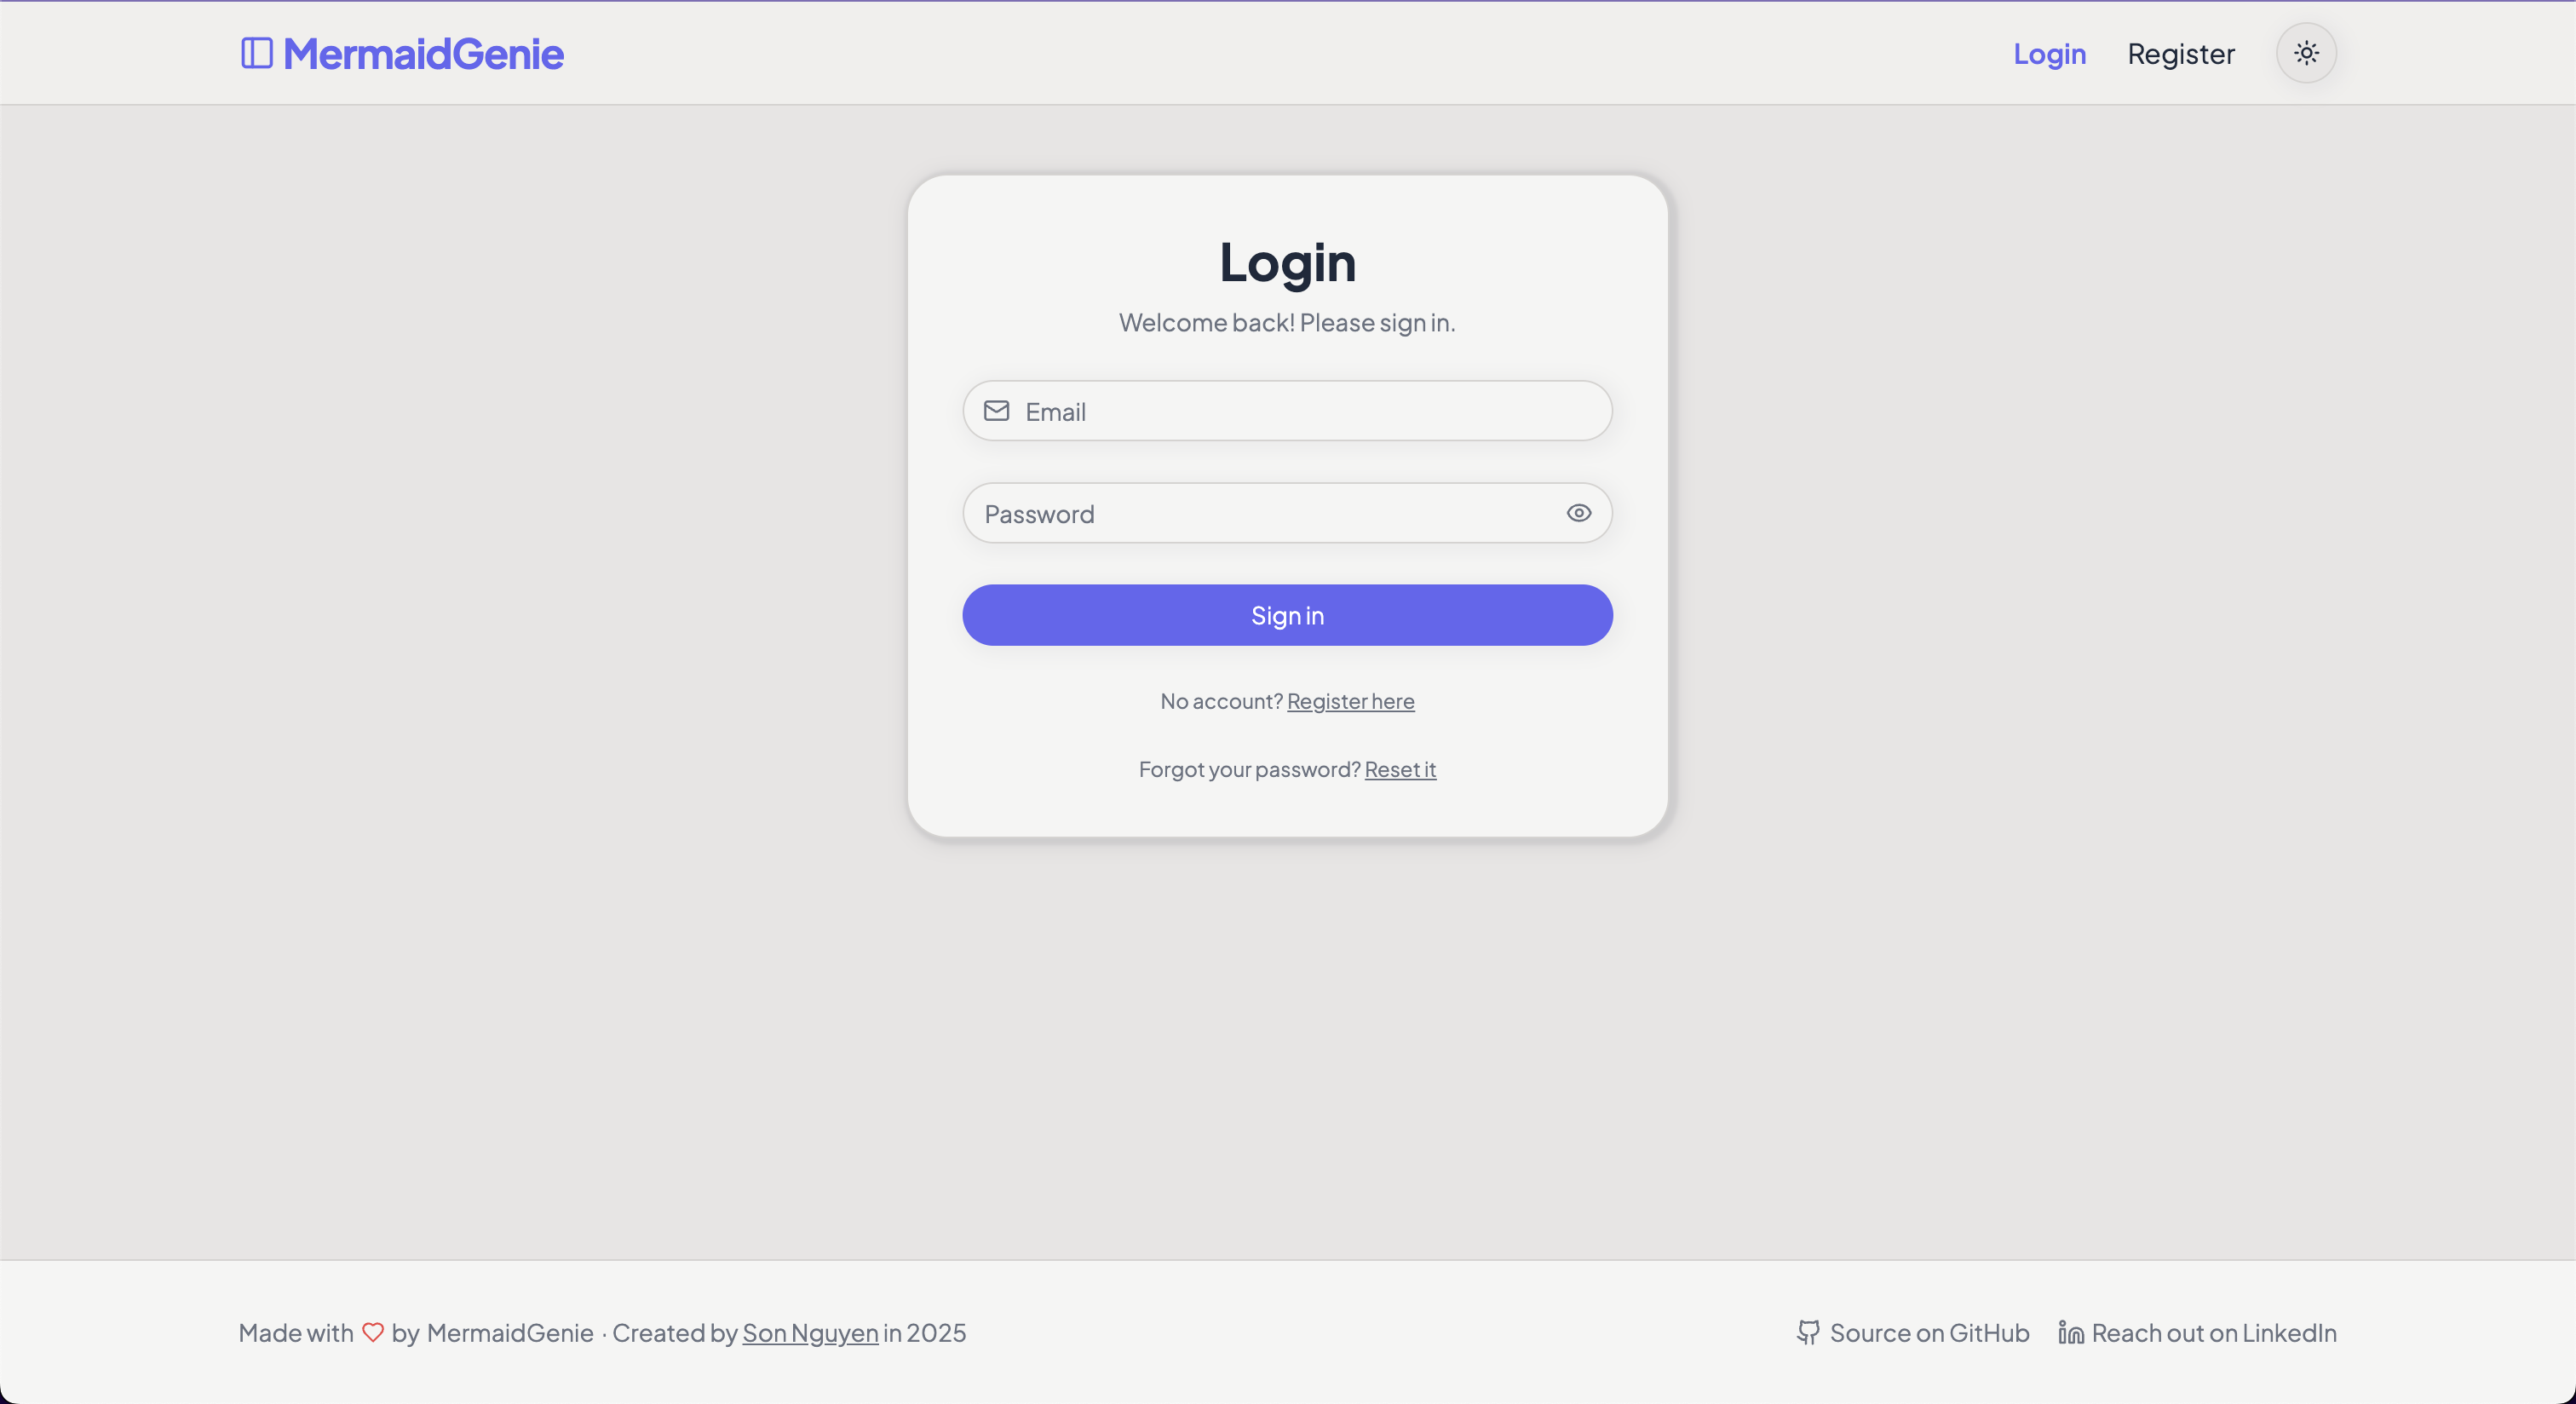 MermaidGenie
Login Register
Login
Welcome back! Please sign in.
Email
Password
Sign in
No account? Register here
Forgot your password? Reset it
Made with by MermaidGenie · Created by Son Nguyen in 2025
Source on GitHub Reach out on LinkedIn